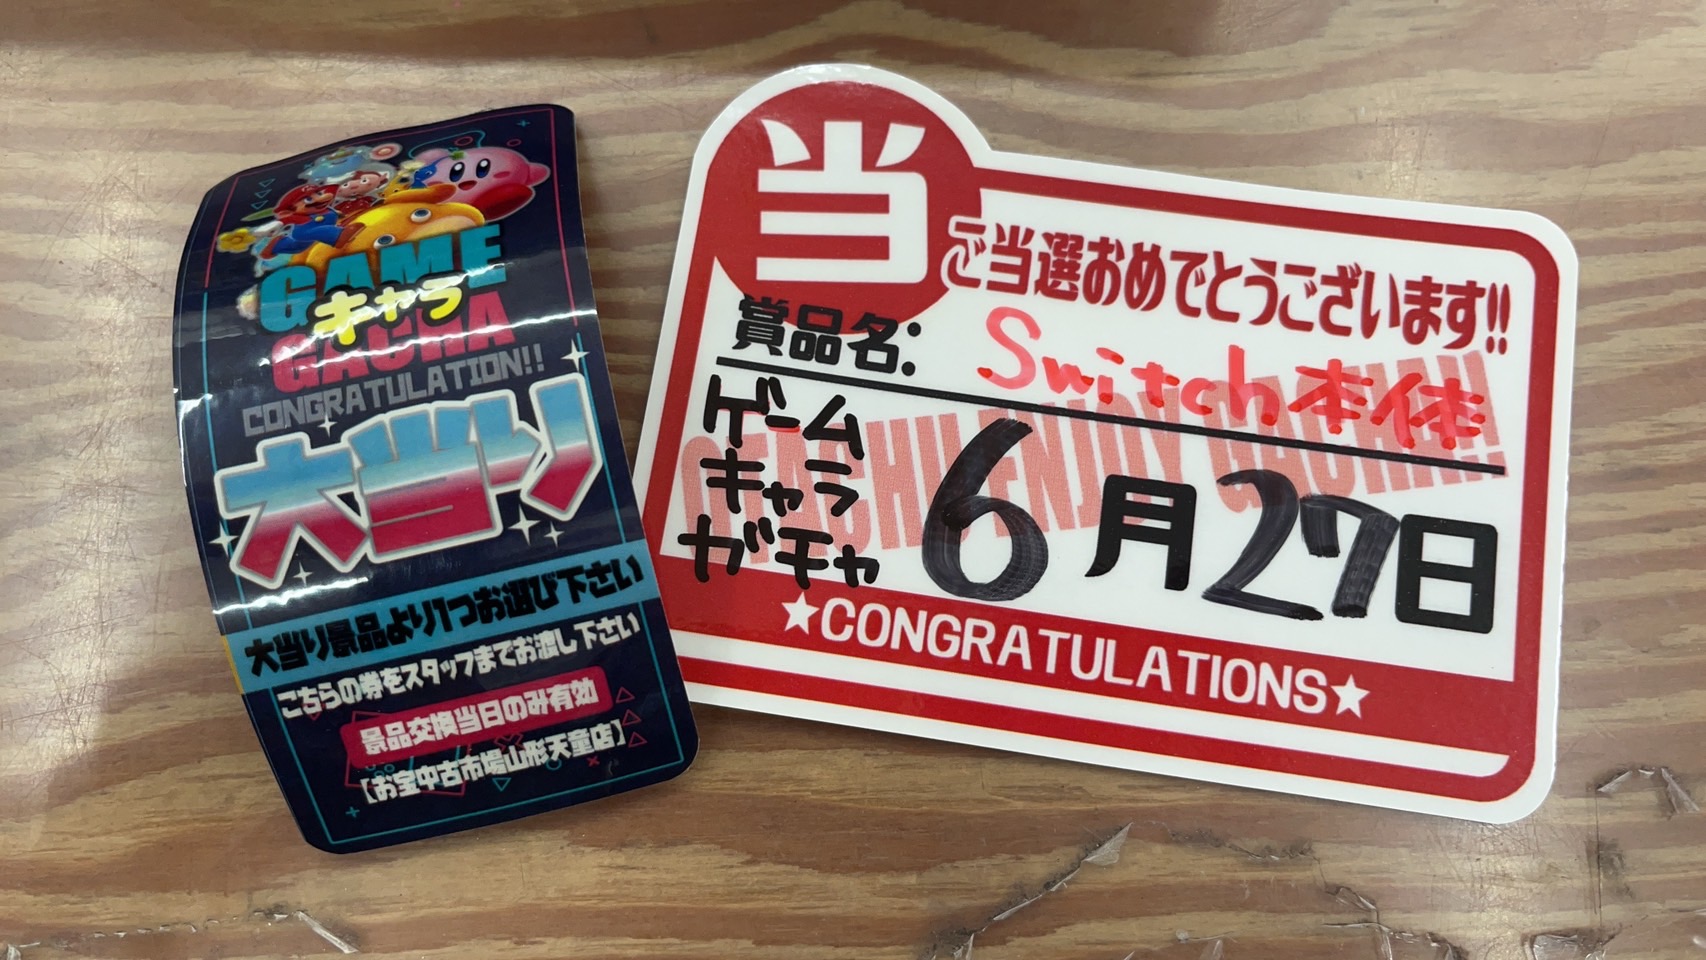 GAME
キャラ
GACHA
CONGRATULATION!!
大当り
大当り景品より1つお選び下さい
こちらの券をスタッフまでお渡し下さい
景品交換当日のみ有効
【お宝中古市場山形天童店】
当
ご当選おめでとうございます!!
賞品名: Switch本体
ゲーム
キャラ
ガチャ
6月27日
ENJOY GACHA!!
★CONGRATULATIONS★